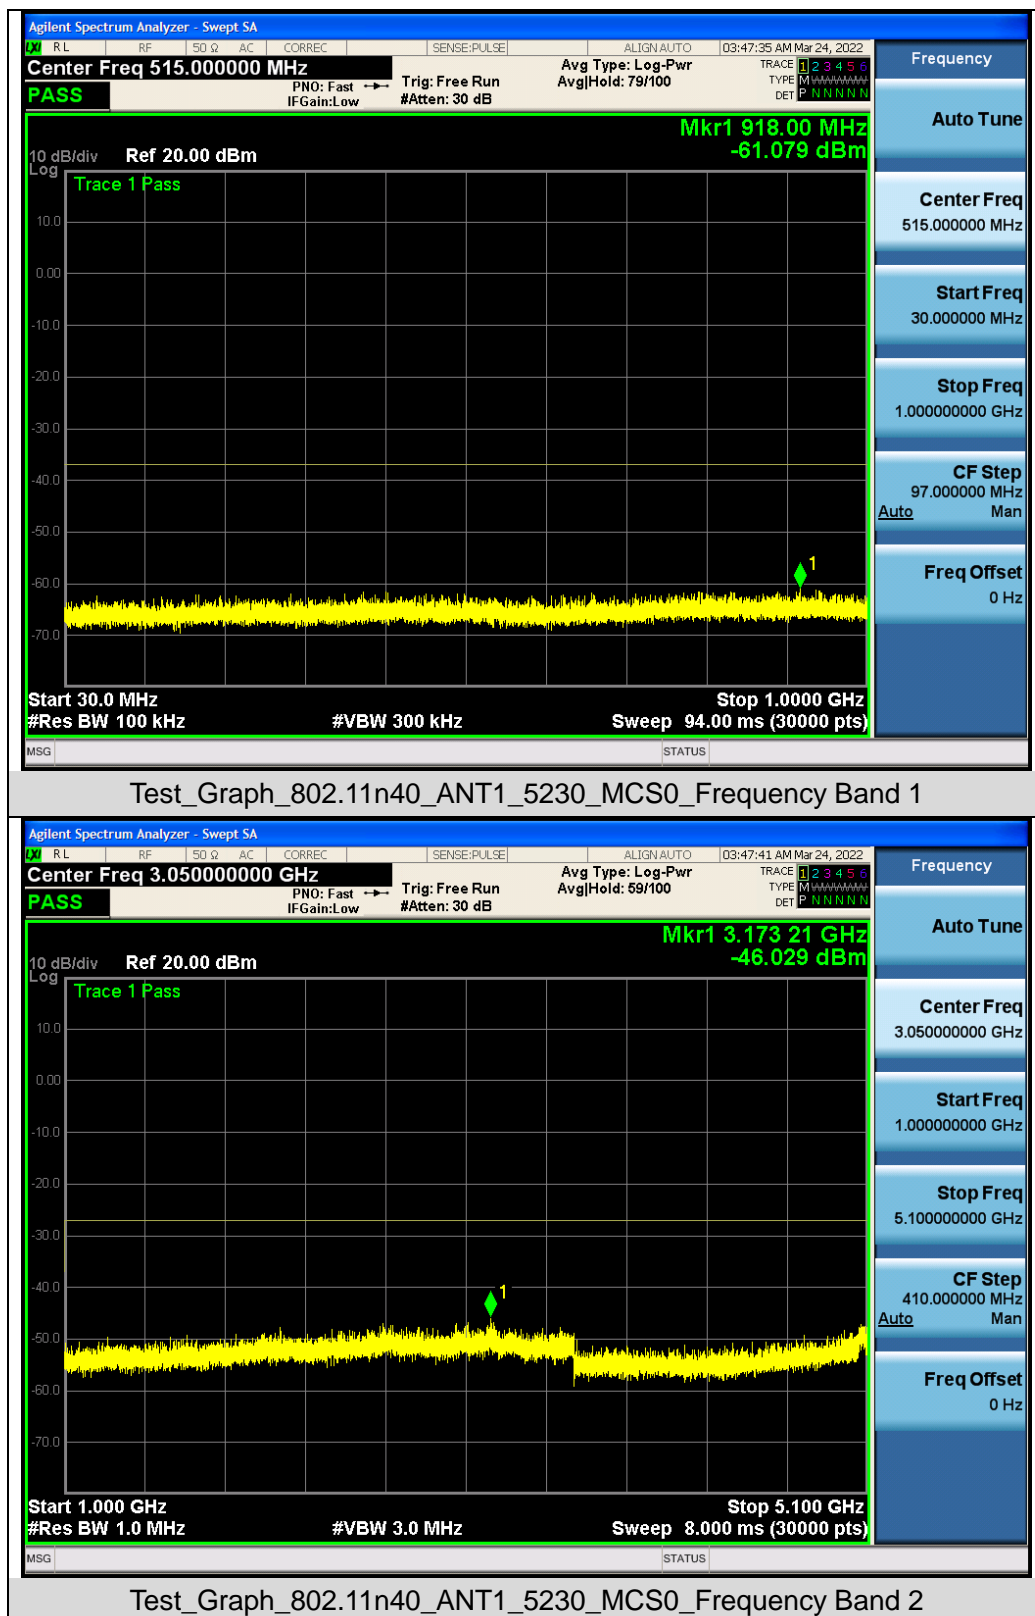 Agilent Spectrum Analyzer - Swept SA
LXI RL RF 50 Ω AC CORREC SENSE:PULSE ALIGN AUTO 03:47:35 AM Mar 24, 2022
Center Freq 515.000000 MHz
PASS
PNO: Fast
IFGain:Low
Trig: Free Run
#Atten: 30 dB
Avg Type: Log-Pwr
Avg|Hold: 79/100
TRACE 1 2 3 4 5 6
TYPE M WWWWW
DET P N N N N N
Mkr1 918.00 MHz
-61.079 dBm
10 dB/div Ref 20.00 dBm
Log
Trace 1 Pass
10.0
0.00
-10.0
-20.0
-30.0
-40.0
-50.0
-60.0
-70.0
1
Start 30.0 MHz Stop 1.0000 GHz
#Res BW 100 kHz #VBW 300 kHz Sweep 94.00 ms (30000 pts)
MSG STATUS
Frequency
Auto Tune
Center Freq
515.000000 MHz
Start Freq
30.000000 MHz
Stop Freq
1.000000000 GHz
CF Step
97.000000 MHz
Auto Man
Freq Offset
0 Hz
Test_Graph_802.11n40_ANT1_5230_MCS0_Frequency Band 1
Agilent Spectrum Analyzer - Swept SA
LXI RL RF 50 Ω AC CORREC SENSE:PULSE ALIGN AUTO 03:47:41 AM Mar 24, 2022
Center Freq 3.050000000 GHz
PASS
PNO: Fast
IFGain:Low
Trig: Free Run
#Atten: 30 dB
Avg Type: Log-Pwr
Avg|Hold: 59/100
TRACE 1 2 3 4 5 6
TYPE M WWWWW
DET P N N N N N
Mkr1 3.173 21 GHz
-46.029 dBm
10 dB/div Ref 20.00 dBm
Log
Trace 1 Pass
10.0
0.00
-10.0
-20.0
-30.0
-40.0
-50.0
-60.0
-70.0
1
Start 1.000 GHz Stop 5.100 GHz
#Res BW 1.0 MHz #VBW 3.0 MHz Sweep 8.000 ms (30000 pts)
MSG STATUS
Frequency
Auto Tune
Center Freq
3.050000000 GHz
Start Freq
1.000000000 GHz
Stop Freq
5.100000000 GHz
CF Step
410.000000 MHz
Auto Man
Freq Offset
0 Hz
Test_Graph_802.11n40_ANT1_5230_MCS0_Frequency Band 2